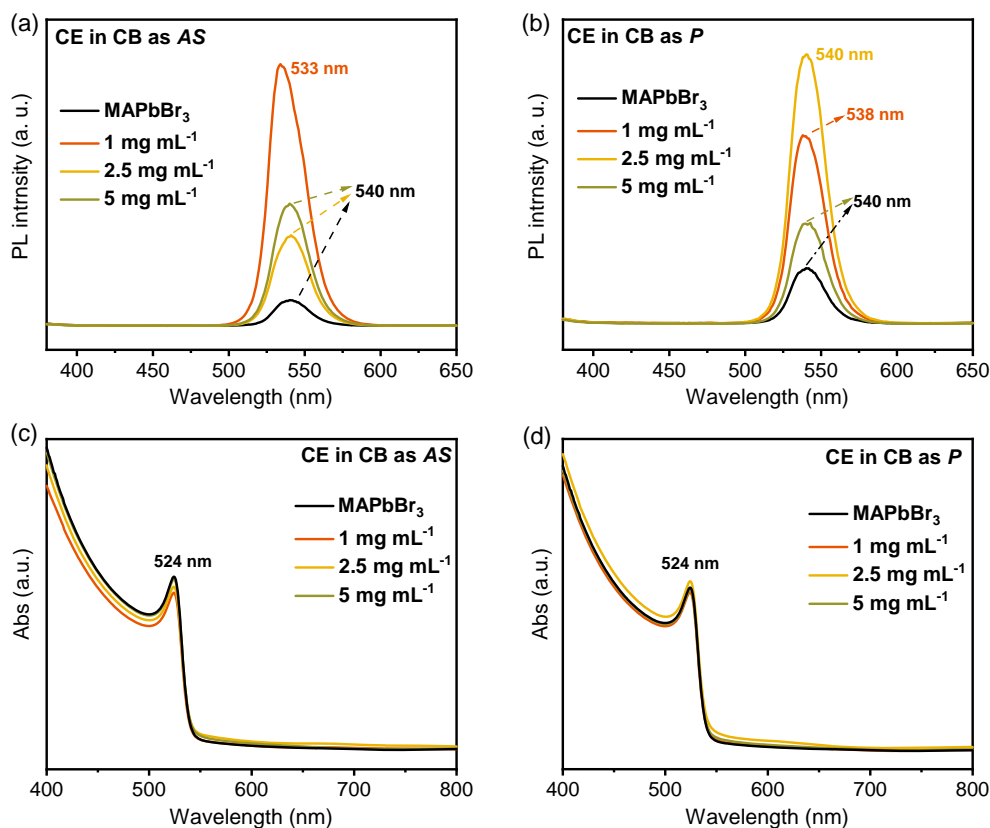 (a)
CE in CB as AS
533 nm
MAPbBr₃
1 mg mL⁻¹
2.5 mg mL⁻¹
5 mg mL⁻¹
540 nm
PL intrnsity (a. u.)
400 450 500 550 600 650
Wavelength (nm)
(b)
CE in CB as P
540 nm
MAPbBr₃
1 mg mL⁻¹
538 nm
2.5 mg mL⁻¹
5 mg mL⁻¹
540 nm
PL intrnsity (a. u.)
400 450 500 550 600 650
Wavelength (nm)
(c)
CE in CB as AS
MAPbBr₃
1 mg mL⁻¹
524 nm
2.5 mg mL⁻¹
5 mg mL⁻¹
Abs (a.u.)
400 500 600 700 800
Wavelength (nm)
(d)
CE in CB as P
MAPbBr₃
1 mg mL⁻¹
524 nm
2.5 mg mL⁻¹
5 mg mL⁻¹
Abs (a.u.)
400 500 600 700 800
Wavelength (nm)